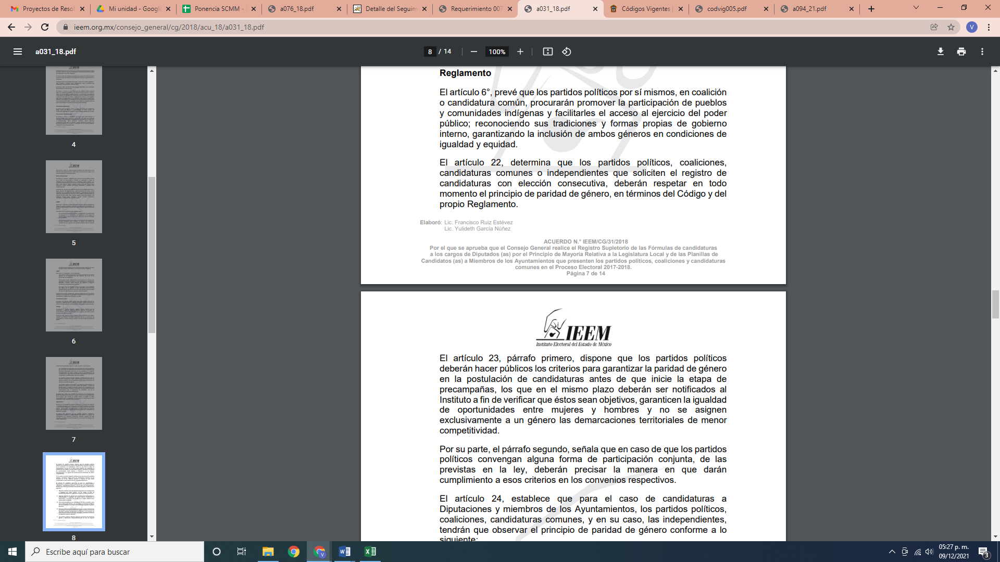 Proyectos de Resol
Mi unidad - Google
Ponencia SCMM -
a076_18.pdf
Detalle del Seguim
Requerimiento 007
a031_18.pdf
Códigos Vigentes
codvig005.pdf
a094_21.pdf
ieem.org.mx/consejo_general/cg/2018/acu_18/a031_18.pdf
V
a031_18.pdf
8 / 14
100%
4
5
6
7
8
Reglamento
El artículo 6°, prevé que los partidos políticos por sí mismos, en coalición
o candidatura común, procurarán promover la participación de pueblos
y comunidades indígenas y facilitarles el acceso al ejercicio del poder
público; reconociendo sus tradiciones y formas propias de gobierno
interno, garantizando la inclusión de ambos géneros en condiciones de
igualdad y equidad.
El artículo 22, determina que los partidos políticos, coaliciones,
candidaturas comunes o independientes que soliciten el registro de
candidaturas con elección consecutiva, deberán respetar en todo
momento el principio de paridad de género, en términos del Código y del
propio Reglamento.
Elaboró: Lic. Francisco Ruiz Estévez
Lic. Yulideth García Núñez
ACUERDO N.° IEEM/CG/31/2018
Por el que se aprueba que el Consejo General realice el Registro Supletorio de las Fórmulas de candidaturas
a los cargos de Diputados (as) por el Principio de Mayoría Relativa a la Legislatura Local y de las Planillas de
Candidatos (as) a Miembros de los Ayuntamientos que presenten los partidos políticos, coaliciones y candidaturas
comunes en el Proceso Electoral 2017-2018.
Página 7 de 14
IEEM
Instituto Electoral del Estado de México
El artículo 23, párrafo primero, dispone que los partidos políticos
deberán hacer públicos los criterios para garantizar la paridad de género
en la postulación de candidaturas antes de que inicie la etapa de
precampañas, los que en el mismo plazo deberán ser notificados al
Instituto a fin de verificar que éstos sean objetivos, garanticen la igualdad
de oportunidades entre mujeres y hombres y no se asignen
exclusivamente a un género las demarcaciones territoriales de menor
competitividad.
Por su parte, el párrafo segundo, señala que en caso de que los partidos
políticos convengan alguna forma de participación conjunta, de las
previstas en la ley, deberán precisar la manera en que darán
cumplimiento a esos criterios en los convenios respectivos.
El artículo 24, establece que para el caso de candidaturas a
Diputaciones y miembros de los Ayuntamientos, los partidos políticos,
coaliciones, candidaturas comunes, y en su caso, las independientes,
tendrán que observar el principio de paridad de género conforme a lo
siguiente:
Escribe aquí para buscar
05:27 p. m.
09/12/2021
3